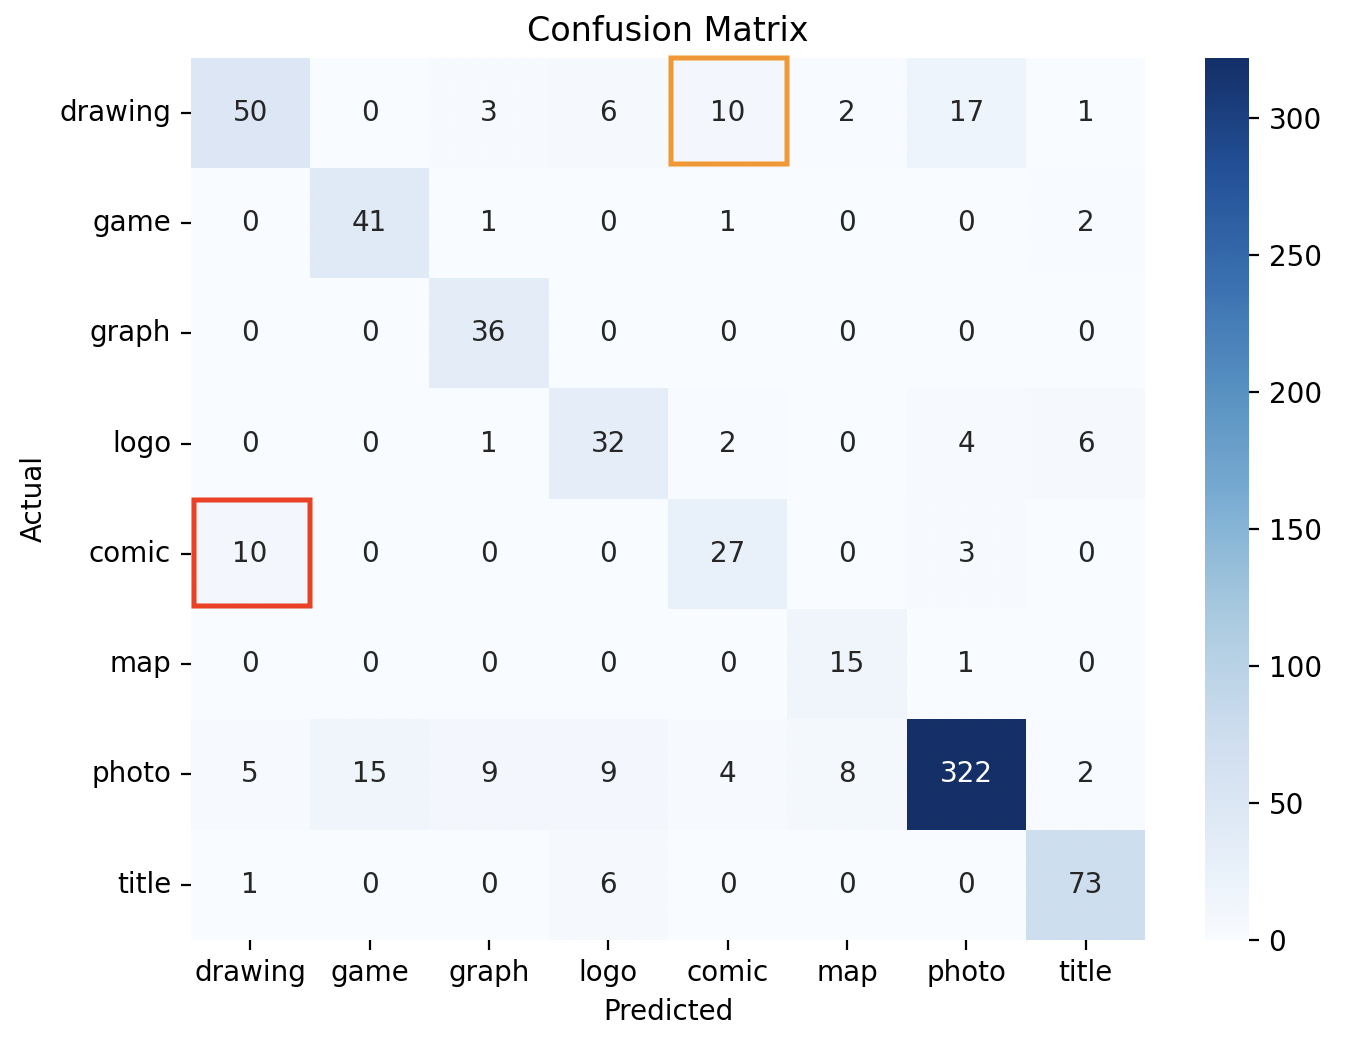 Confusion Matrix
drawing 50 0 3 6 10 2 17 1
game 0 41 1 0 1 0 0 2
graph 0 0 36 0 0 0 0 0
logo 0 0 1 32 2 0 4 6
comic 10 0 0 0 27 0 3 0
map 0 0 0 0 0 15 1 0
photo 5 15 9 9 4 8 322 2
title 1 0 0 6 0 0 0 73
drawing game graph logo comic map photo title
Predicted
Actual
300
250
200
150
100
50
0